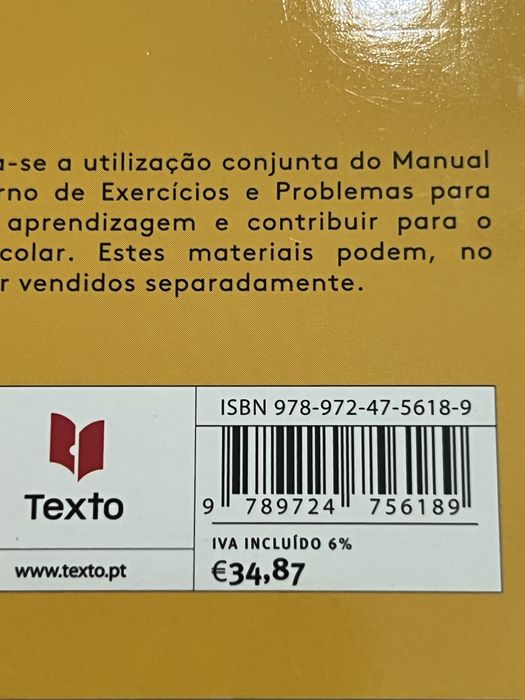 a-se a utilização conjunta do Manual
rno de Exercícios e Problemas para
aprendizagem e contribuir para o
colar. Estes materiais podem, no
r vendidos separadamente.
ISBN 978-972-47-5618-9
9 789724 756189
Texto
IVA INCLUÍDO 6%
www.texto.pt
€34,87